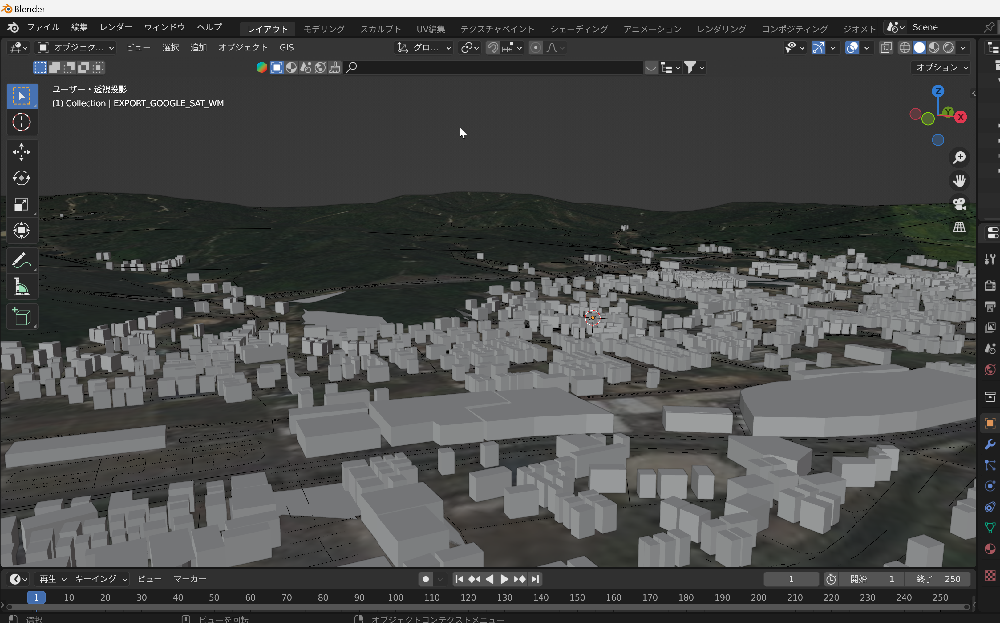 Blender
ファイル 編集 レンダー ウィンドウ ヘルプ レイアウト モデリング スカルプト UV編集 テクスチャペイント シェーディング アニメーション レンダリング コンポジティング ジオメト Scene
オブジェク... ビュー 選択 追加 オブジェクト GIS グロ...
オプション
ユーザー・透視投影
(1) Collection | EXPORT_GOOGLE_SAT_WM
Z
Y
X
再生 キーイング ビュー マーカー 1 開始 1 終了 250
1 10 20 30 40 50 60 70 80 90 100 110 120 130 140 150 160 170 180 190 200 210 220 230 240 250
選択 ビューを回転 オブジェクトコンテクストメニュー